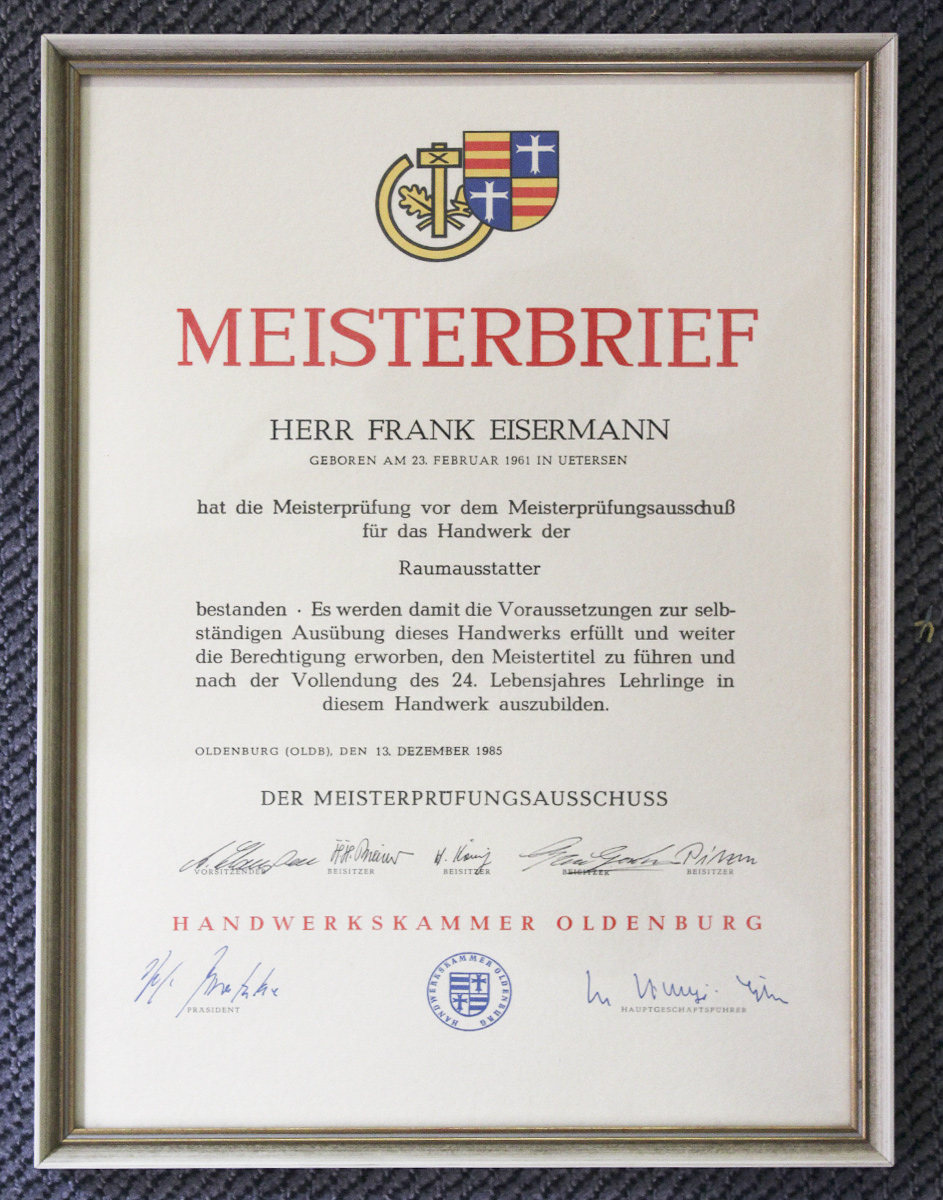 MEISTERBRIEF
HERR FRANK EISERMANN
GEBOREN AM 23. FEBRUAR 1961 IN UETERSEN
hat die Meisterprüfung vor dem Meisterprüfungsausschuß
für das Handwerk der
Raumausstatter
bestanden · Es werden damit die Voraussetzungen zur selb-
ständigen Ausübung dieses Handwerks erfüllt und weiter
die Berechtigung erworben, den Meistertitel zu führen und
nach der Vollendung des 24. Lebensjahres Lehrlinge in
diesem Handwerk auszubilden.
OLDENBURG (OLDB), DEN 13. DEZEMBER 1985
DER MEISTERPRÜFUNGSAUSSCHUSS
VORSITZENDER BEISITZER BEISITZER BEISITZER BEISITZER
HANDWERKSKAMMER OLDENBURG
HANDWERKSKAMMER OLDENBURG
PRÄSIDENT HAUPTGESCHÄFTSFÜHRER